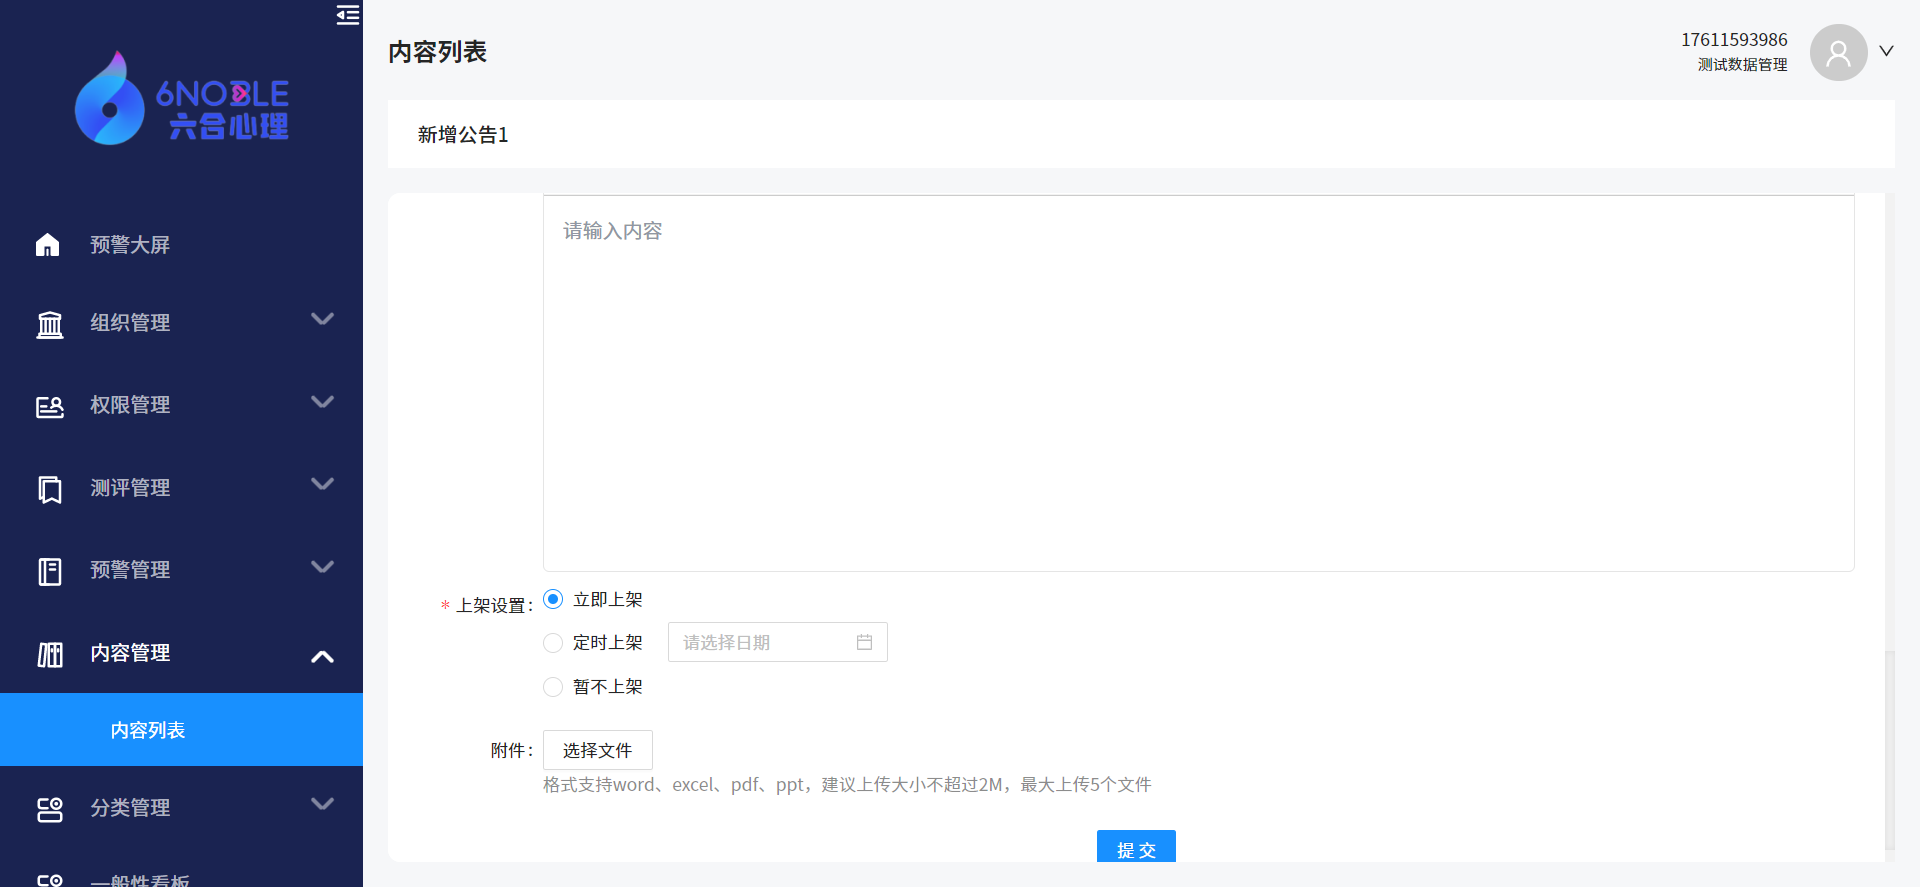 6NOBLE
六合心理
预警大屏
组织管理
权限管理
测评管理
预警管理
内容管理
内容列表
分类管理
一般性看板
内容列表
17611593986
测试数据管理
新增公告1
请输入内容
* 上架设置：
立即上架
定时上架
请选择日期
暂不上架
附件：
选择文件
格式支持word、excel、pdf、ppt，建议上传大小不超过2M，最大上传5个文件
提交